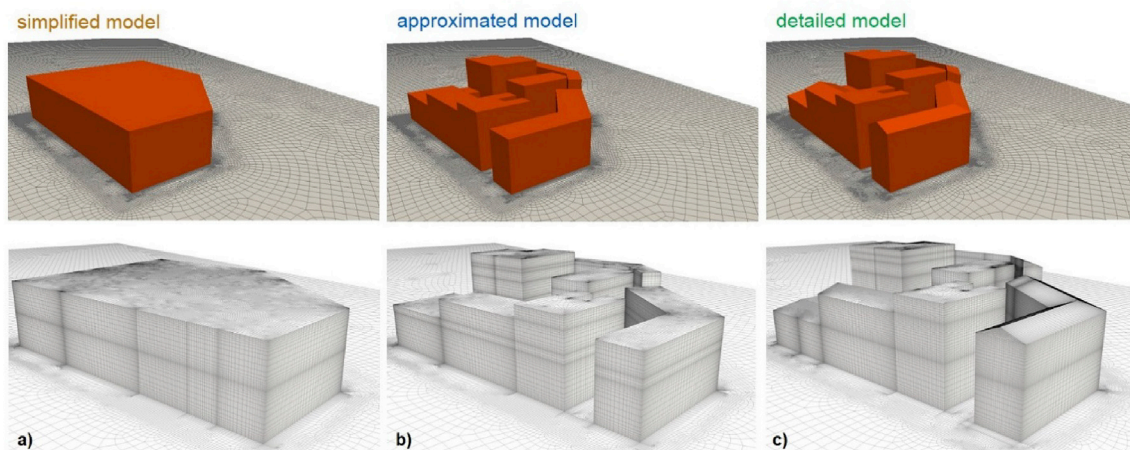 simplified model
approximated model
detailed model
a)
b)
c)